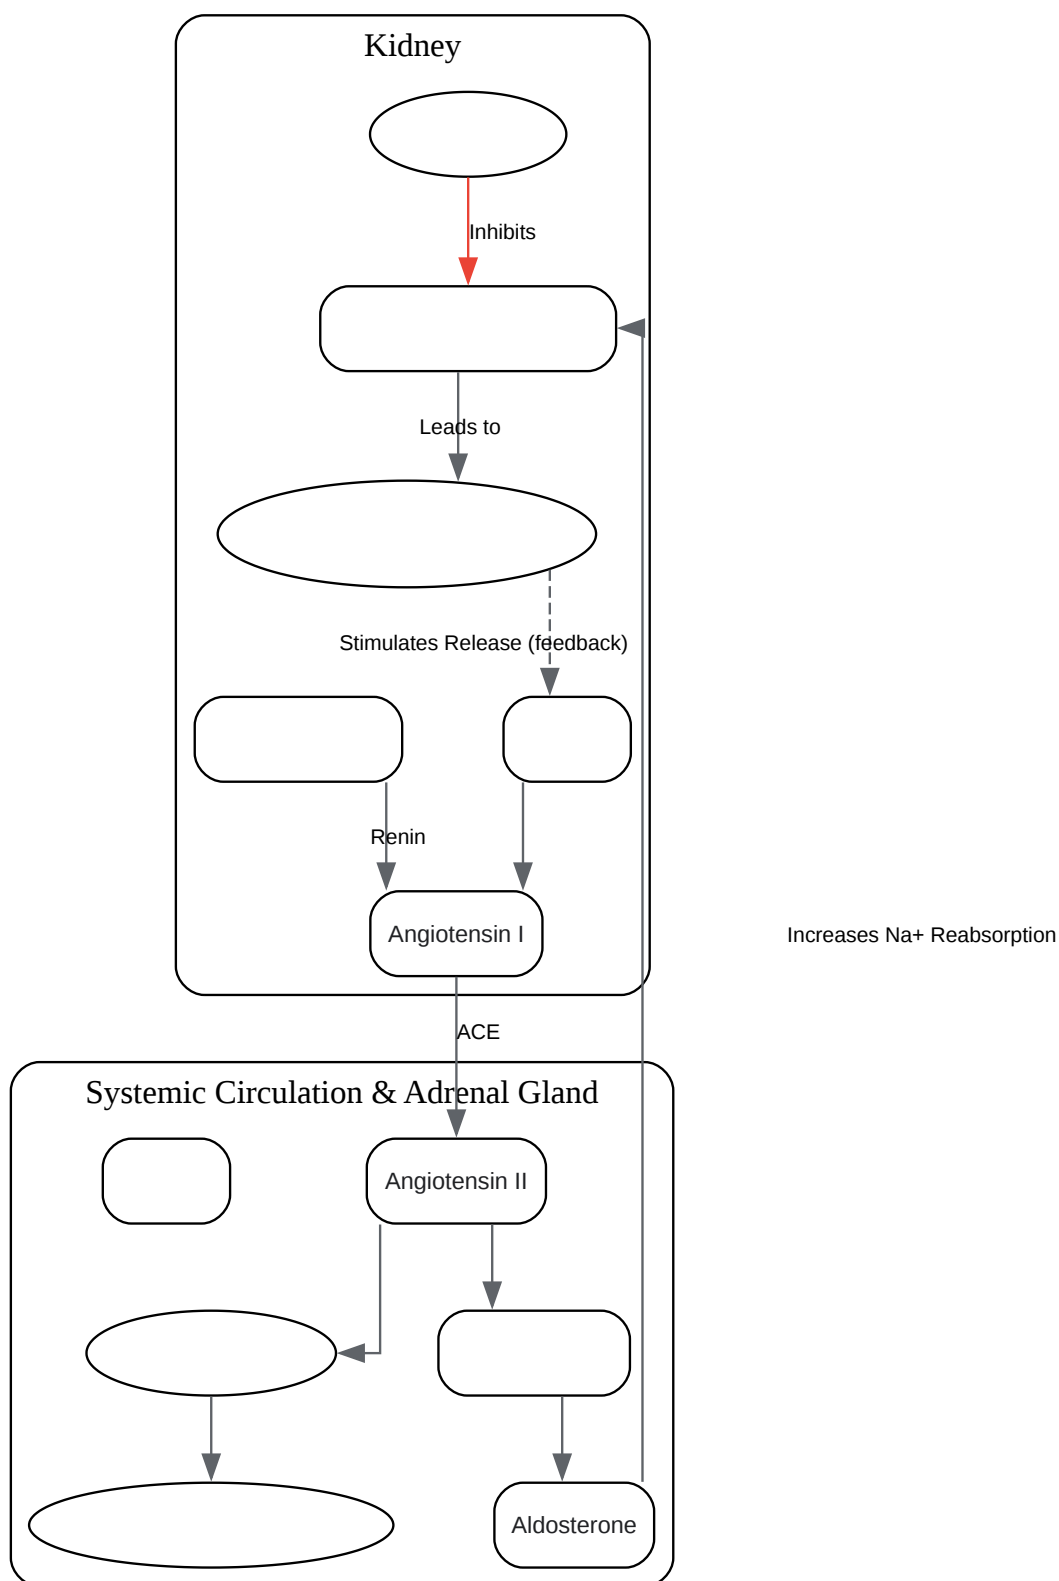 Kidney
Inhibits
Leads to
Stimulates Release (feedback)
Renin
Angiotensin I
Increases Na+ Reabsorption
ACE
Systemic Circulation & Adrenal Gland
Angiotensin II
Aldosterone